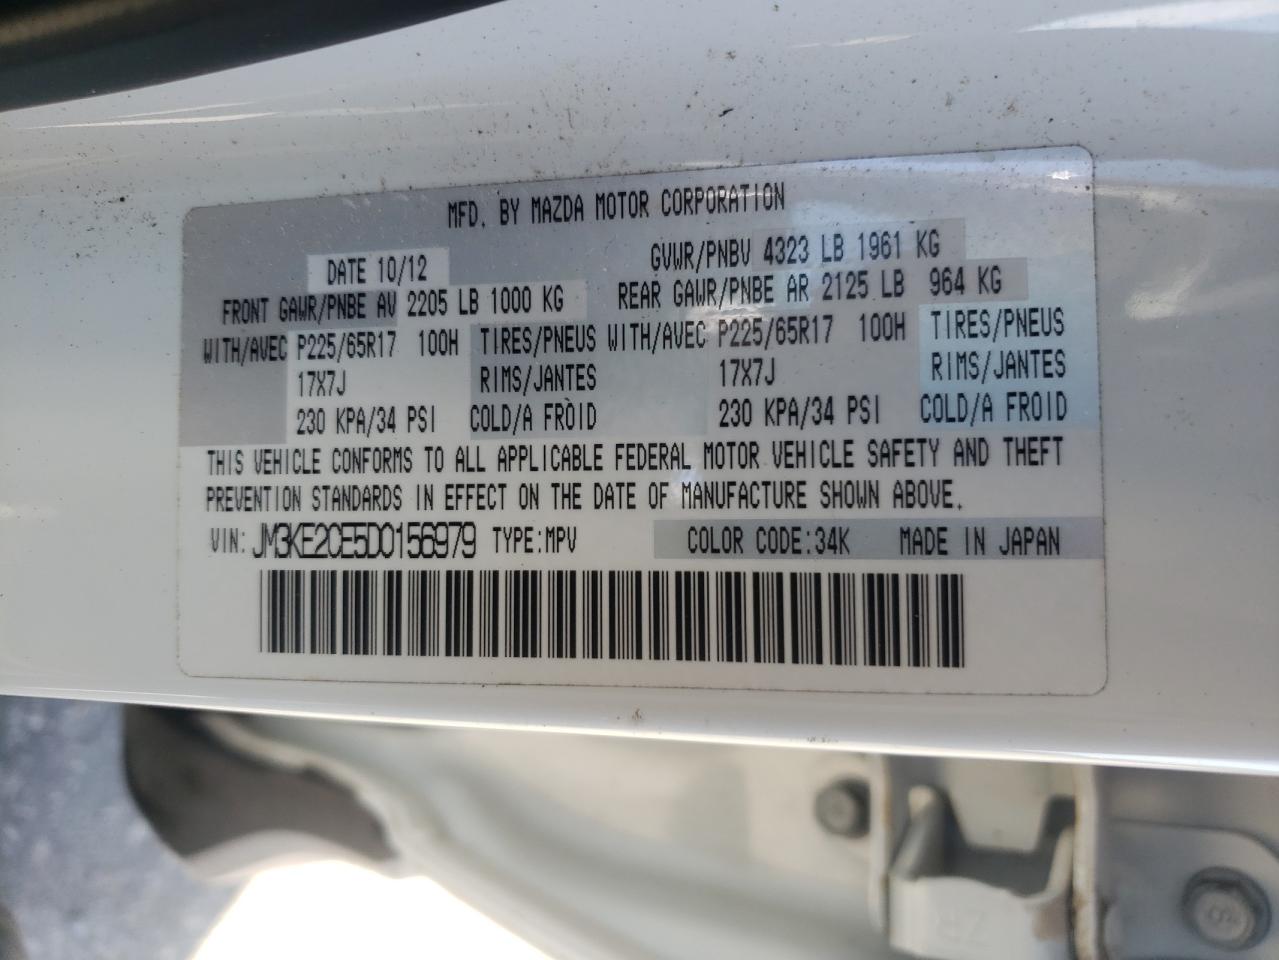 MFD. BY MAZDA MOTOR CORPORATION
DATE 10/12 GVWR/PNBV 4323 LB 1961 KG
FRONT GAWR/PNBE AV 2205 LB 1000 KG REAR GAWR/PNBE AR 2125 LB 964 KG
WITH/AVEC P225/65R17 100H TIRES/PNEUS WITH/AVEC P225/65R17 100H TIRES/PNEUS
17X7J RIMS/JANTES 17X7J RIMS/JANTES
230 KPA/34 PSI COLD/A FROID 230 KPA/34 PSI COLD/A FROID
THIS VEHICLE CONFORMS TO ALL APPLICABLE FEDERAL MOTOR VEHICLE SAFETY AND THEFT
PREVENTION STANDARDS IN EFFECT ON THE DATE OF MANUFACTURE SHOWN ABOVE.
VIN: JM3KE2CE5D0156979 TYPE:MPV COLOR CODE:34K MADE IN JAPAN
8